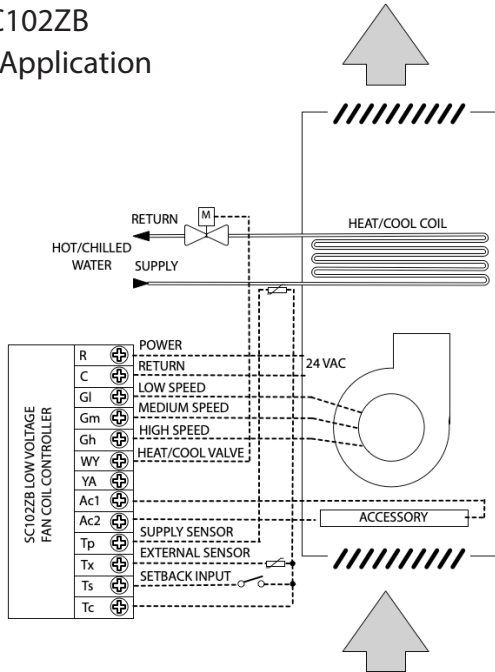 C102ZB
Application
RETURN
M
HEAT/COOL COIL
HOT/CHILLED
WATER
SUPPLY
SC102ZB LOW VOLTAGE
FAN COIL CONTROLLER
R POWER
C RETURN
24 VAC
Gl LOW SPEED
Gm MEDIUM SPEED
Gh HIGH SPEED
WY HEAT/COOL VALVE
YA
Ac1
Ac2
ACCESSORY
Tp SUPPLY SENSOR
Tx EXTERNAL SENSOR
Ts SETBACK INPUT
Tc